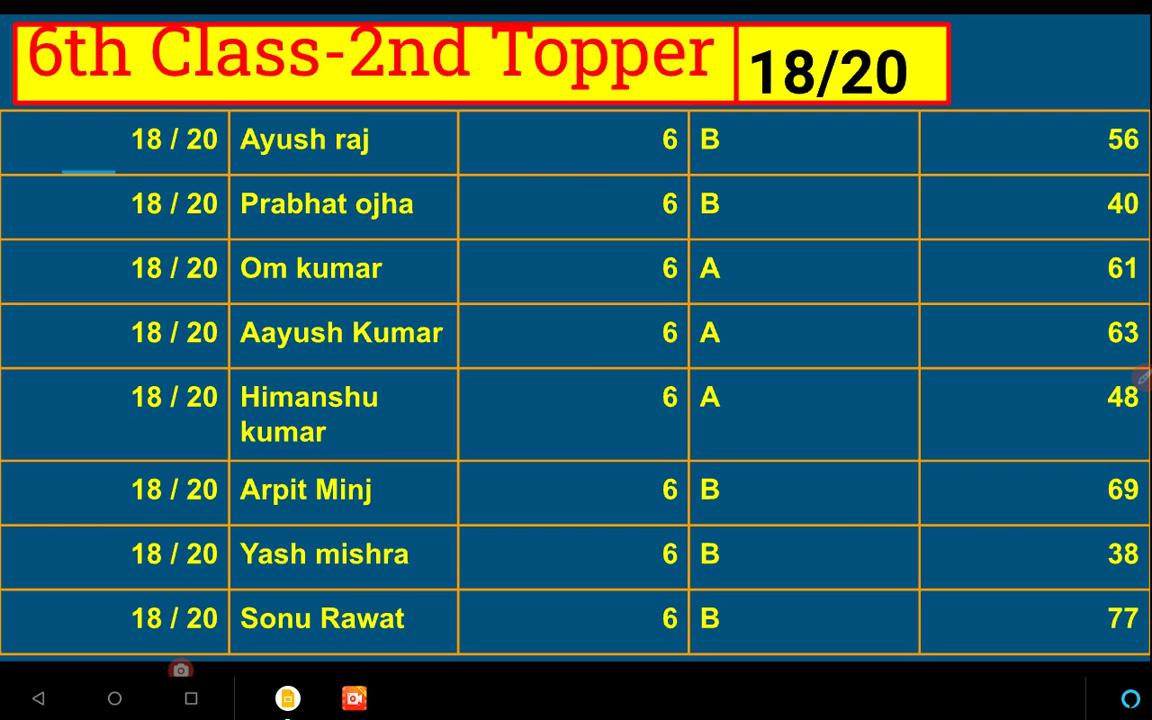 6th Class-2nd Topper 18/20
18 / 20 Ayush raj 6 B 56
18 / 20 Prabhat ojha 6 B 40
18 / 20 Om kumar 6 A 61
18 / 20 Aayush Kumar 6 A 63
18 / 20 Himanshu 6 A 48
kumar
18 / 20 Arpit Minj 6 B 69
18 / 20 Yash mishra 6 B 38
18 / 20 Sonu Rawat 6 B 77